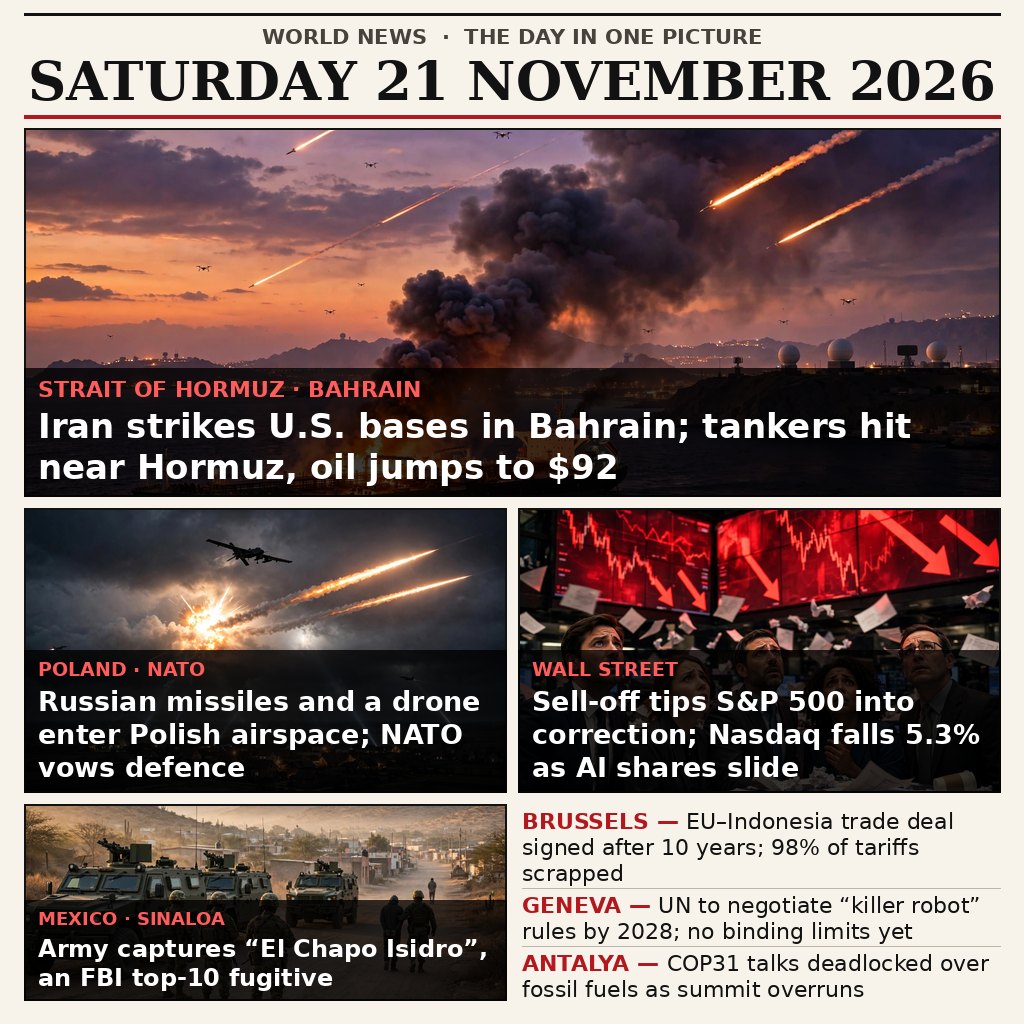 WORLD NEWS · THE DAY IN ONE PICTURE
SATURDAY 21 NOVEMBER 2026
STRAIT OF HORMUZ · BAHRAIN
Iran strikes U.S. bases in Bahrain; tankers hit
near Hormuz, oil jumps to $92
POLAND · NATO
Russian missiles and a drone
enter Polish airspace; NATO
vows defence
WALL STREET
Sell-off tips S&P 500 into
correction; Nasdaq falls 5.3%
as AI shares slide
MEXICO · SINALOA
Army captures “El Chapo Isidro”,
an FBI top-10 fugitive
BRUSSELS — EU–Indonesia trade deal
signed after 10 years; 98% of tariffs
scrapped
GENEVA — UN to negotiate “killer robot”
rules by 2028; no binding limits yet
ANTALYA — COP31 talks deadlocked over
fossil fuels as summit overruns